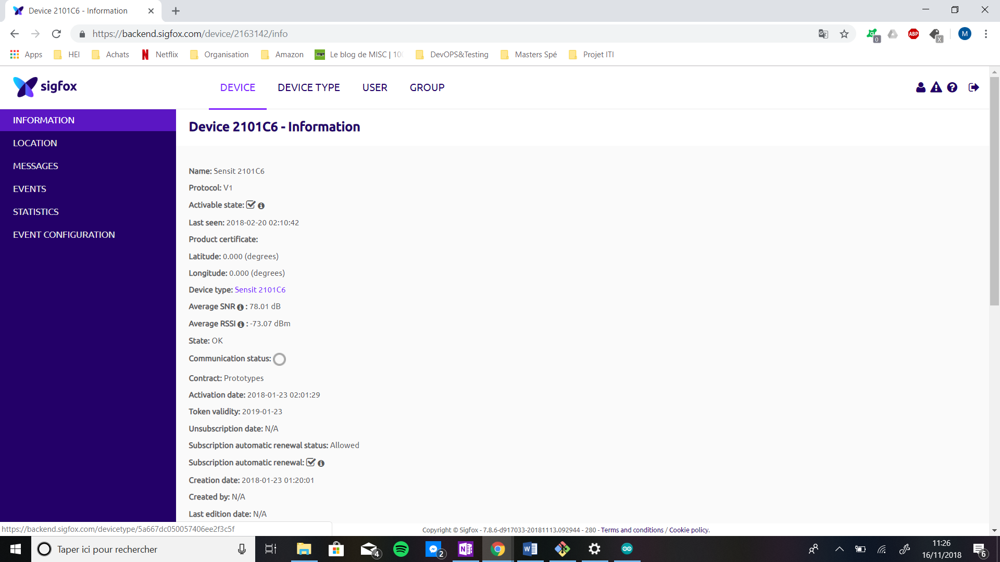 Device 2101C6 - Information
https://backend.sigfox.com/device/2163142/info
0
ABP
X
M
Apps
HEI
Achats
N
Netflix
Organisation
Amazon
Le blog de MISC | 10
DevOPS&Testing
Masters Spé
Projet ITI
sigfox
DEVICE
DEVICE TYPE
USER
GROUP
INFORMATION
LOCATION
MESSAGES
EVENTS
STATISTICS
EVENT CONFIGURATION
Device 2101C6 - Information
Name: Sensit 2101C6
Protocol: V1
Activable state:
Last seen: 2018-02-20 02:10:42
Product certificate:
Latitude: 0.000 (degrees)
Longitude: 0.000 (degrees)
Device type: Sensit 2101C6
Average SNR : 78.01 dB
Average RSSI : -73.07 dBm
State: OK
Communication status:
Contract: Prototypes
Activation date: 2018-01-23 02:01:29
Token validity: 2019-01-23
Unsubscription date: N/A
Subscription automatic renewal status: Allowed
Subscription automatic renewal:
Creation date: 2018-01-23 01:20:01
Created by: N/A
Last edition date: N/A
https://backend.sigfox.com/devicetype/5a667dc050057406ee2f3c5f
Copyright © Sigfox - 7.8.6-d917033-20181113.092944 - 280 - Terms and conditions / Cookie policy.
Taper ici pour rechercher
4
2
N
W
11:26
16/11/2018
6